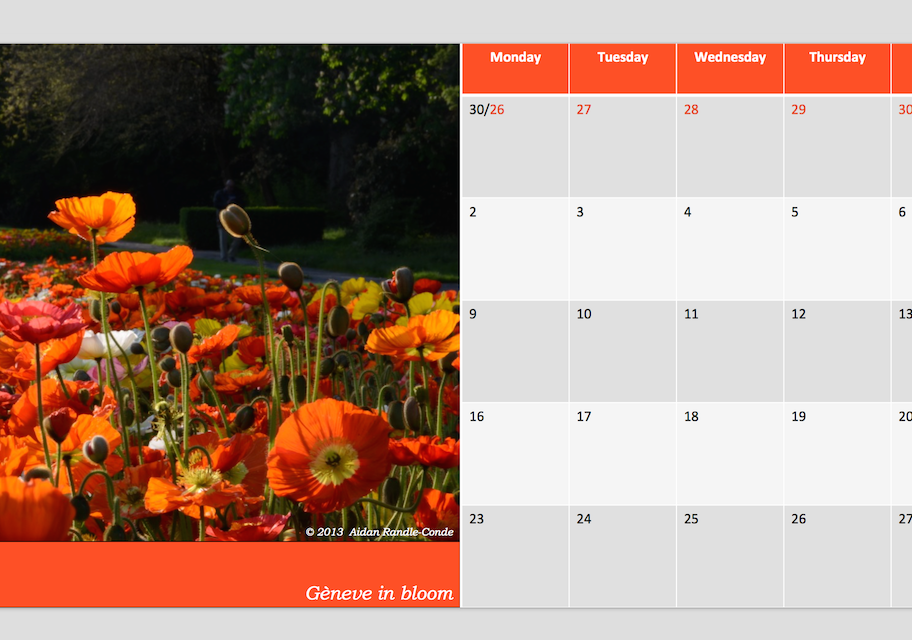 Monday Tuesday Wednesday Thursday
30/26 27 28 29 30
2 3 4 5 6
9 10 11 12 13
16 17 18 19 20
23 24 25 26 27
© 2013 Aidan Randle-Conde
Gèneve in bloom